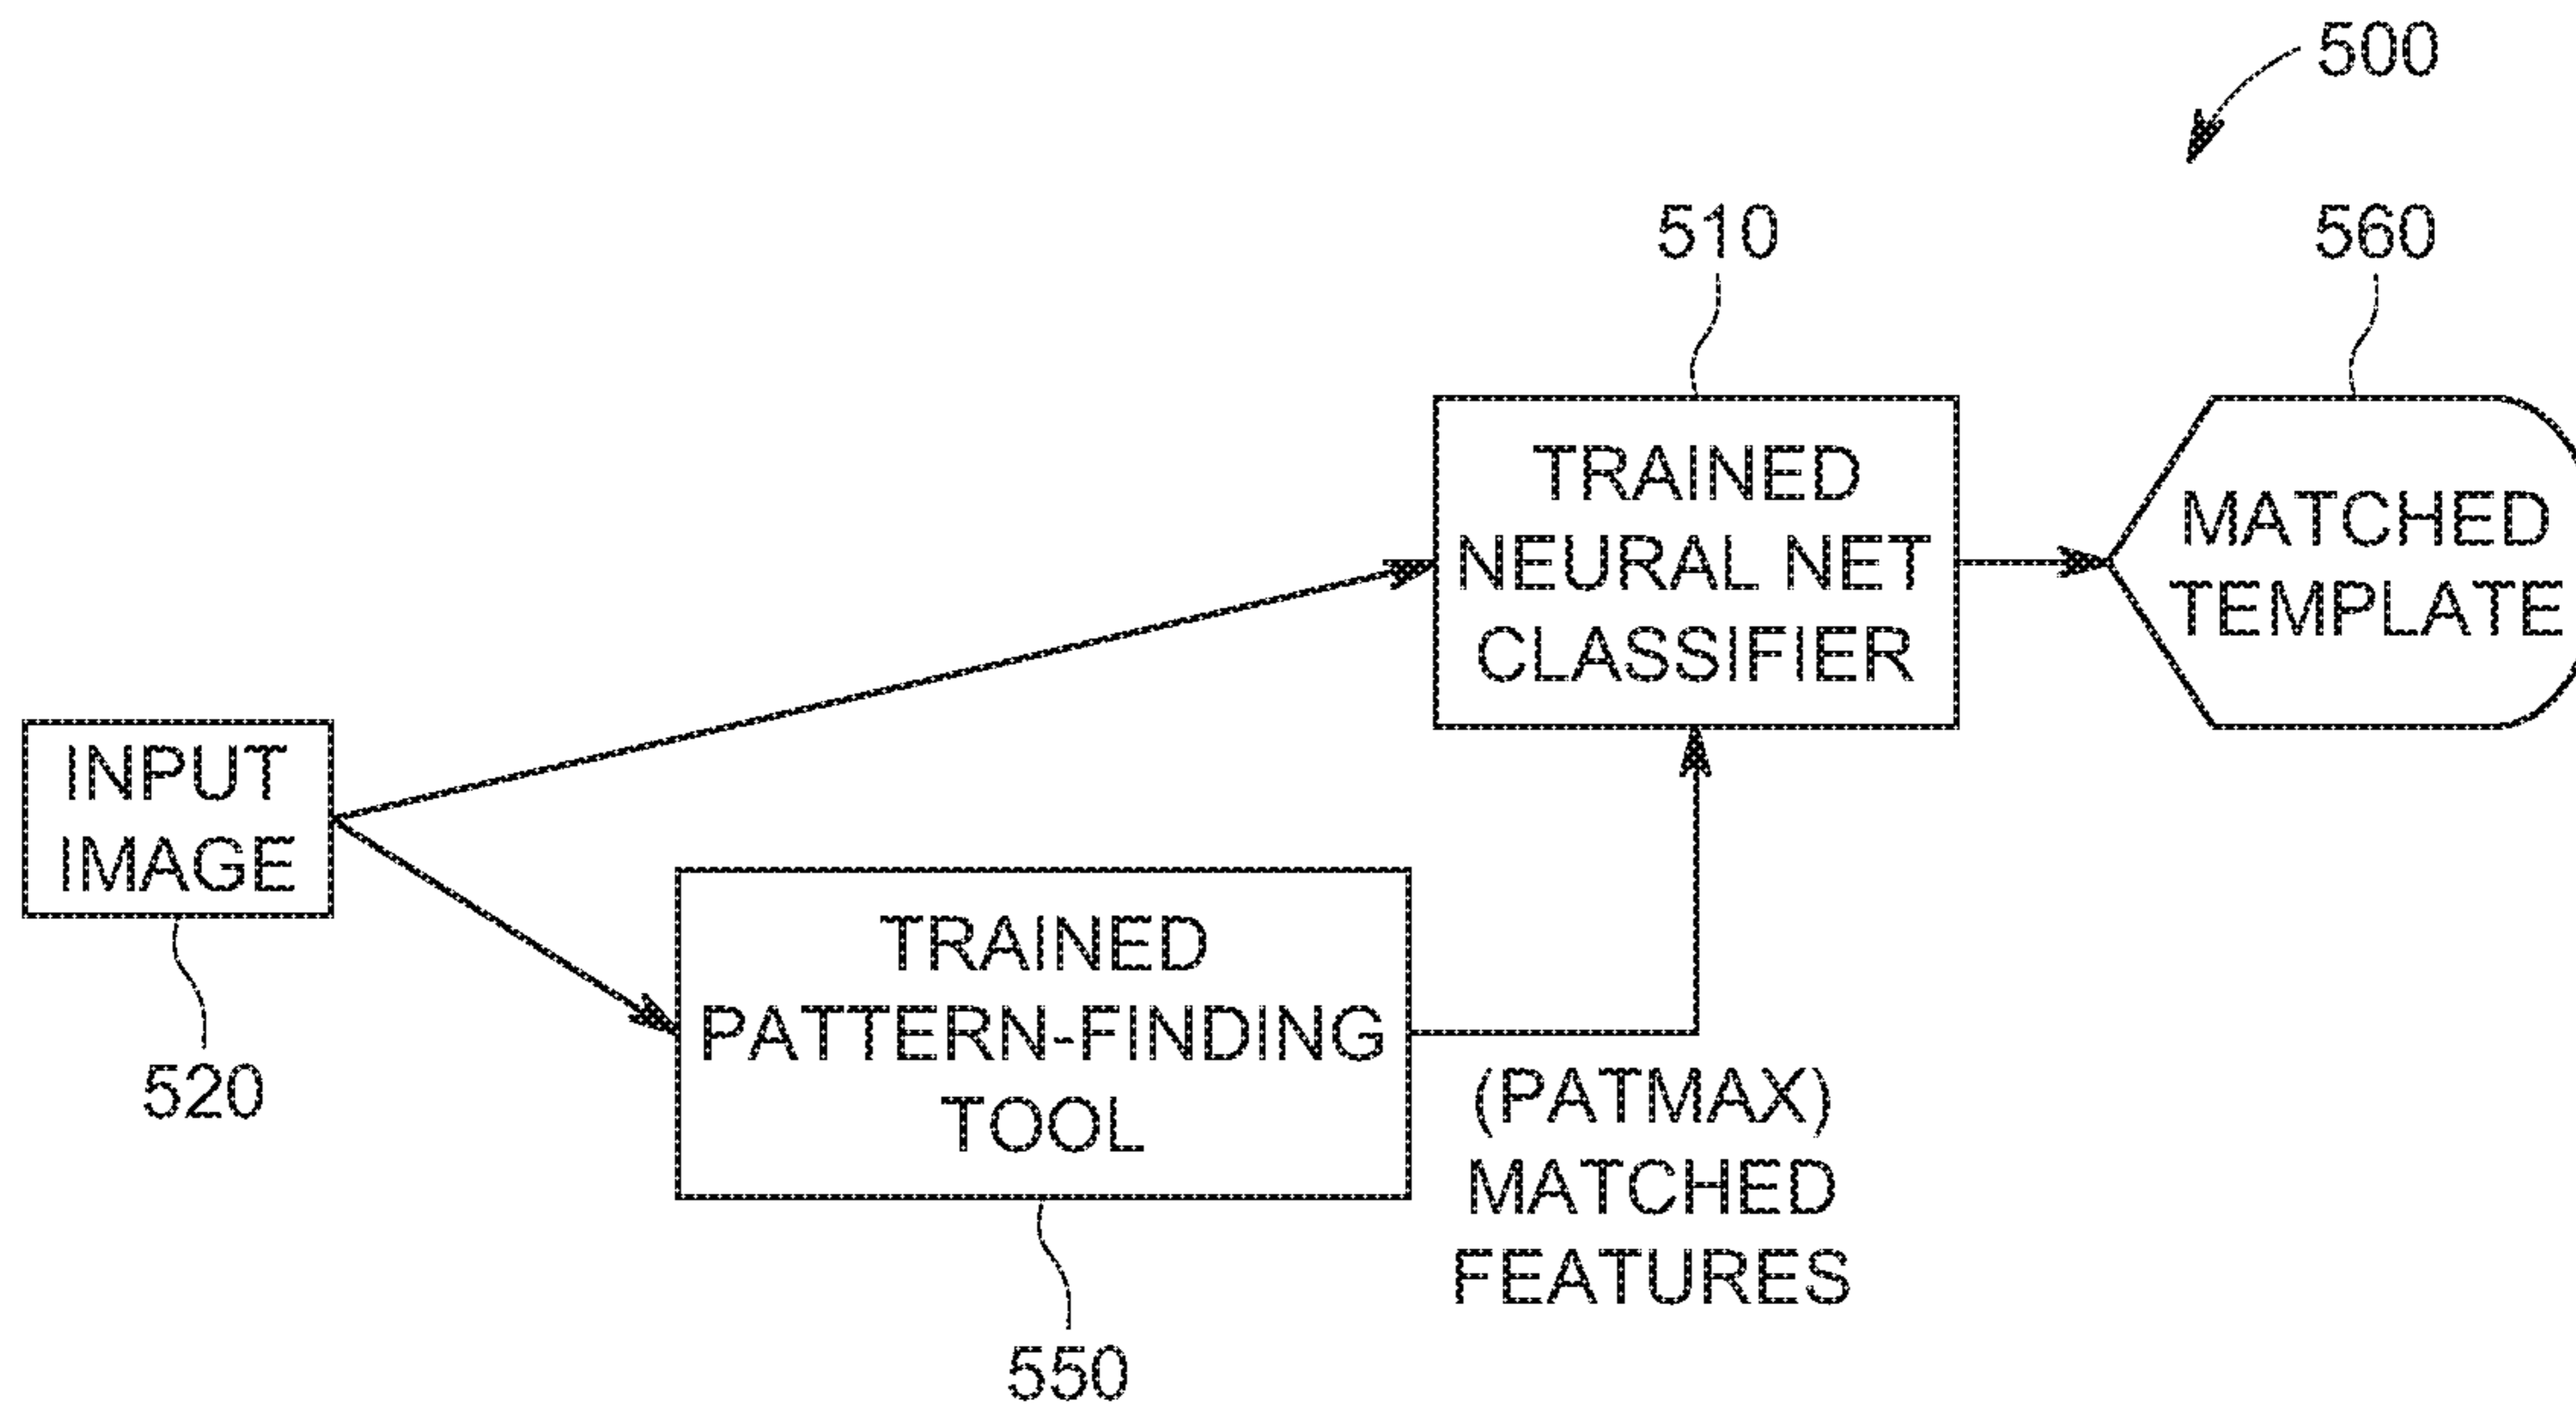 500
510
560
TRAINED
NEURAL NET
CLASSIFIER
MATCHED
TEMPLATE
INPUT
IMAGE
520
TRAINED
PATTERN-FINDING
TOOL
550
(PATMAX)
MATCHED
FEATURES